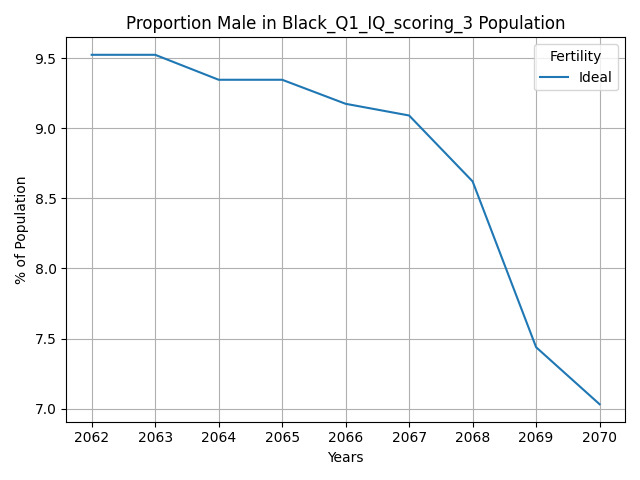 Proportion Male in Black_Q1_IQ_scoring_3 Population
Fertility
Ideal
% of Population
9.5
9.0
8.5
8.0
7.5
7.0
2062 2063 2064 2065 2066 2067 2068 2069 2070
Years